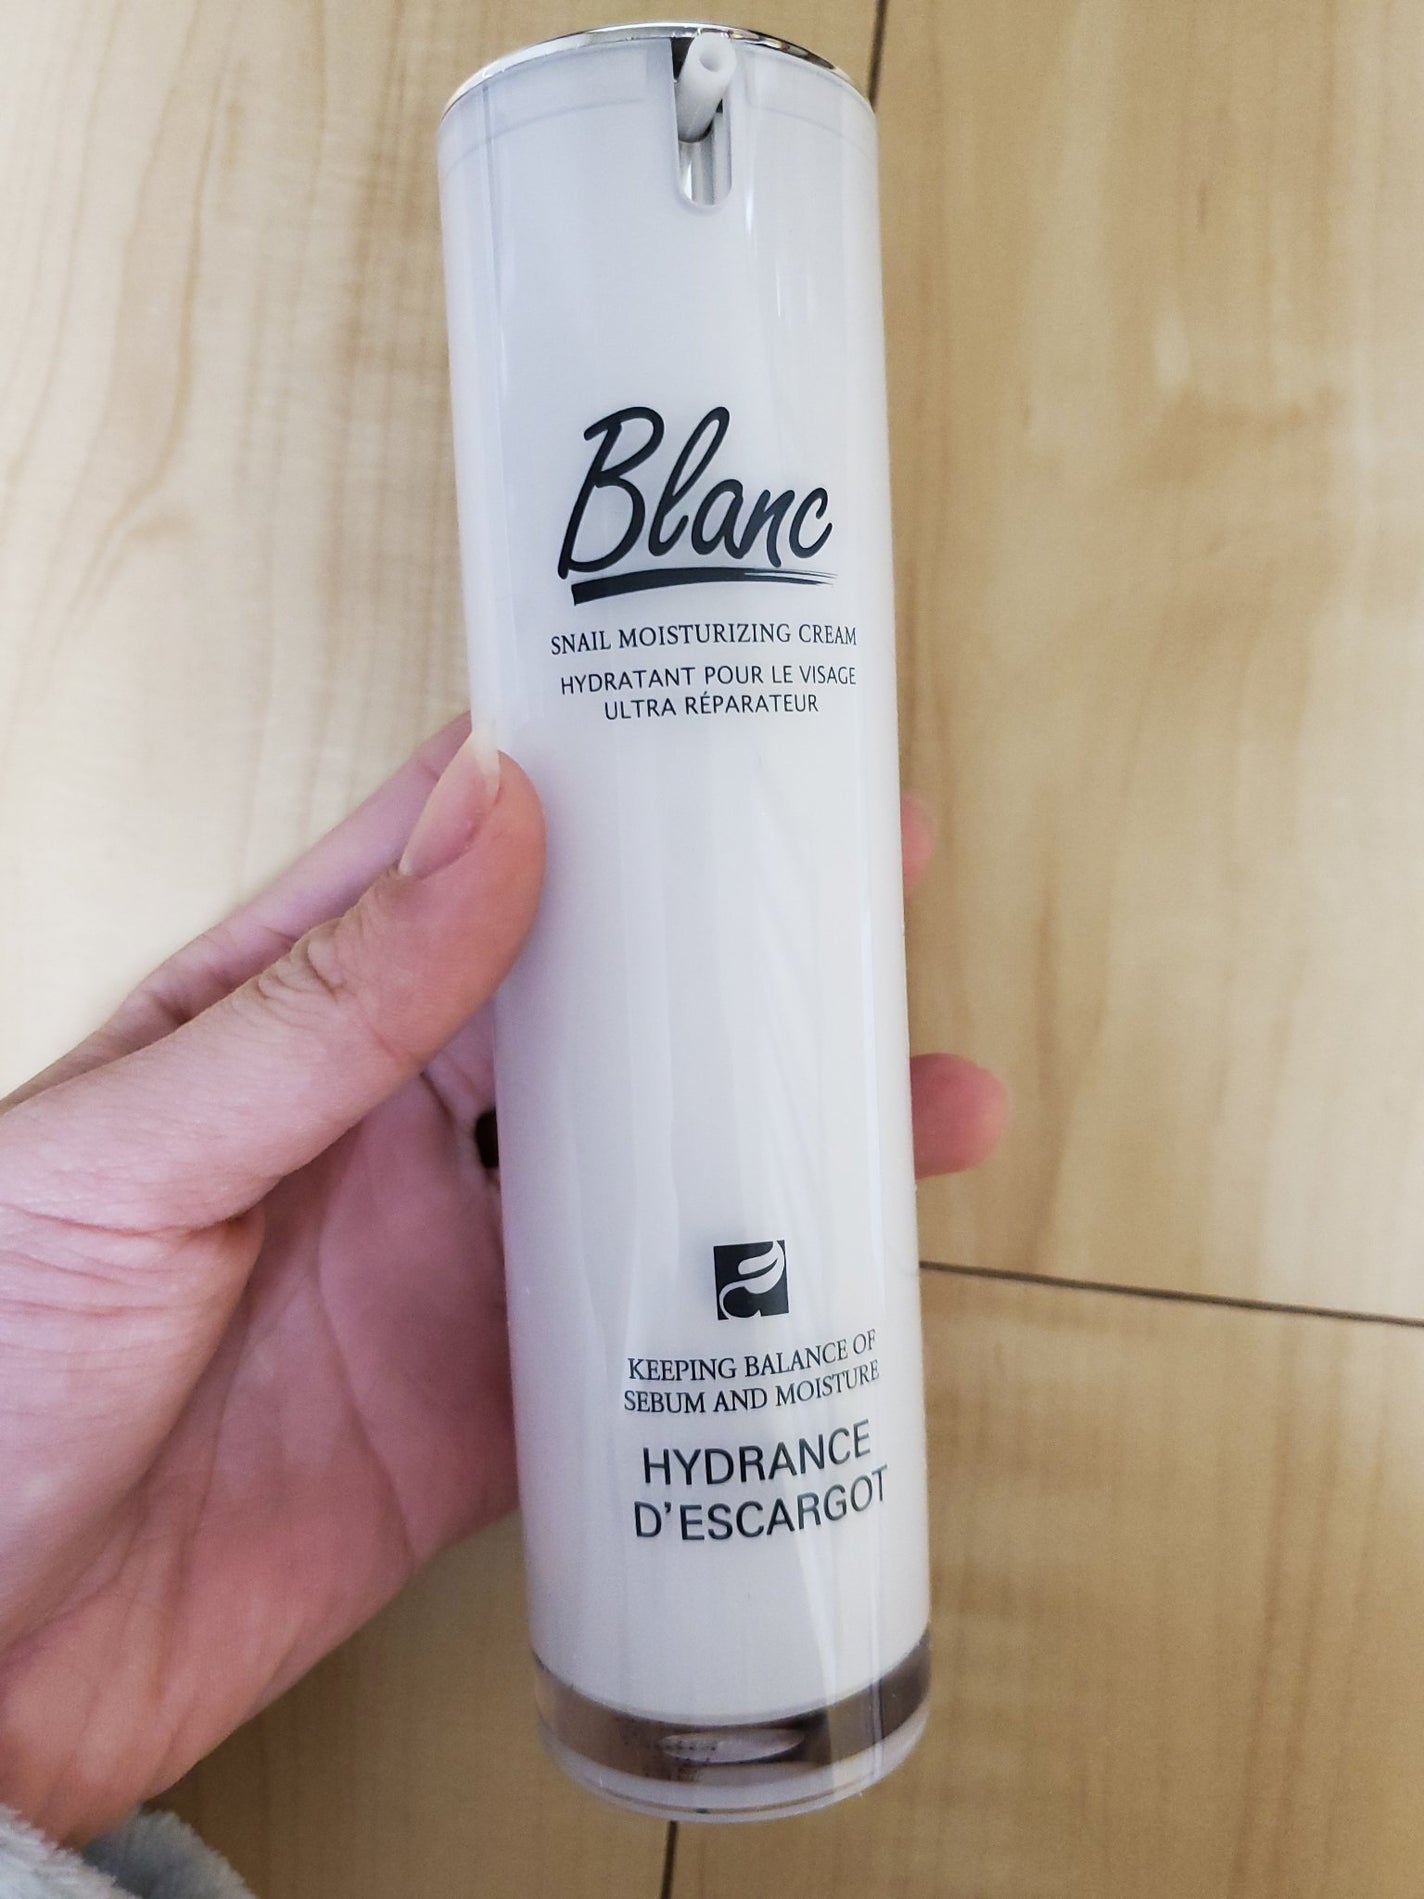 Blanc
SNAIL MOISTURIZING CREAM
HYDRATANT POUR LE VISAGE
ULTRA RÉPARATEUR
KEEPING BALANCE OF
SEBUM AND MOISTURE
HYDRANCE
D'ESCARGOT